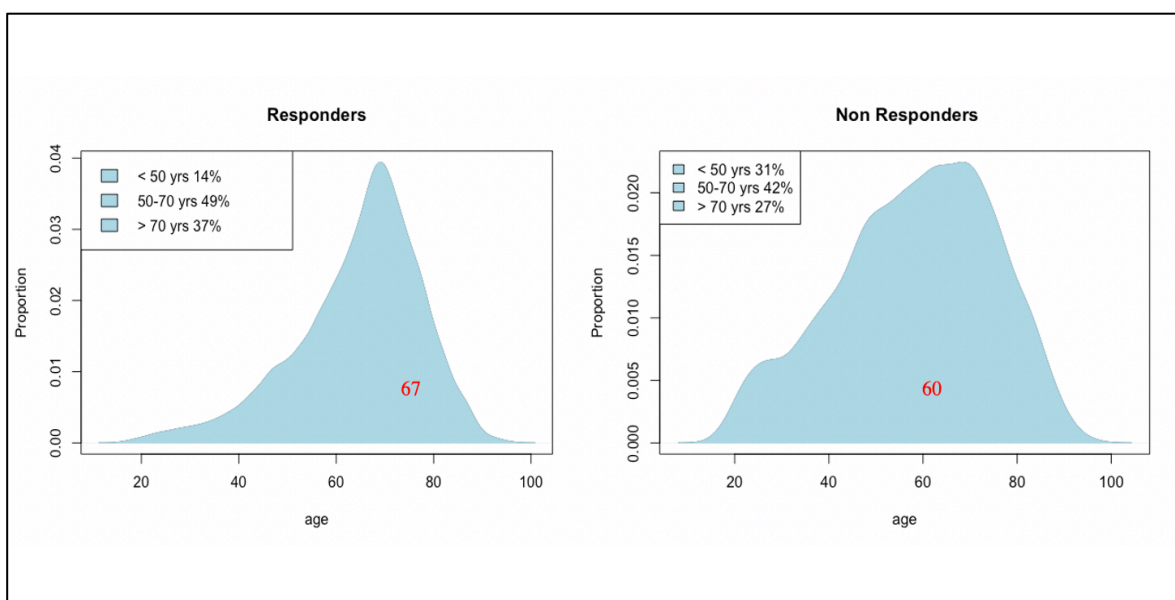 Responders
< 50 yrs 14%
50-70 yrs 49%
> 70 yrs 37%
Proportion
0.04
0.03
0.02
0.01
0.00
67
20 40 60 80 100
age
Non Responders
< 50 yrs 31%
50-70 yrs 42%
> 70 yrs 27%
Proportion
0.020
0.015
0.010
0.005
0.000
60
20 40 60 80 100
age